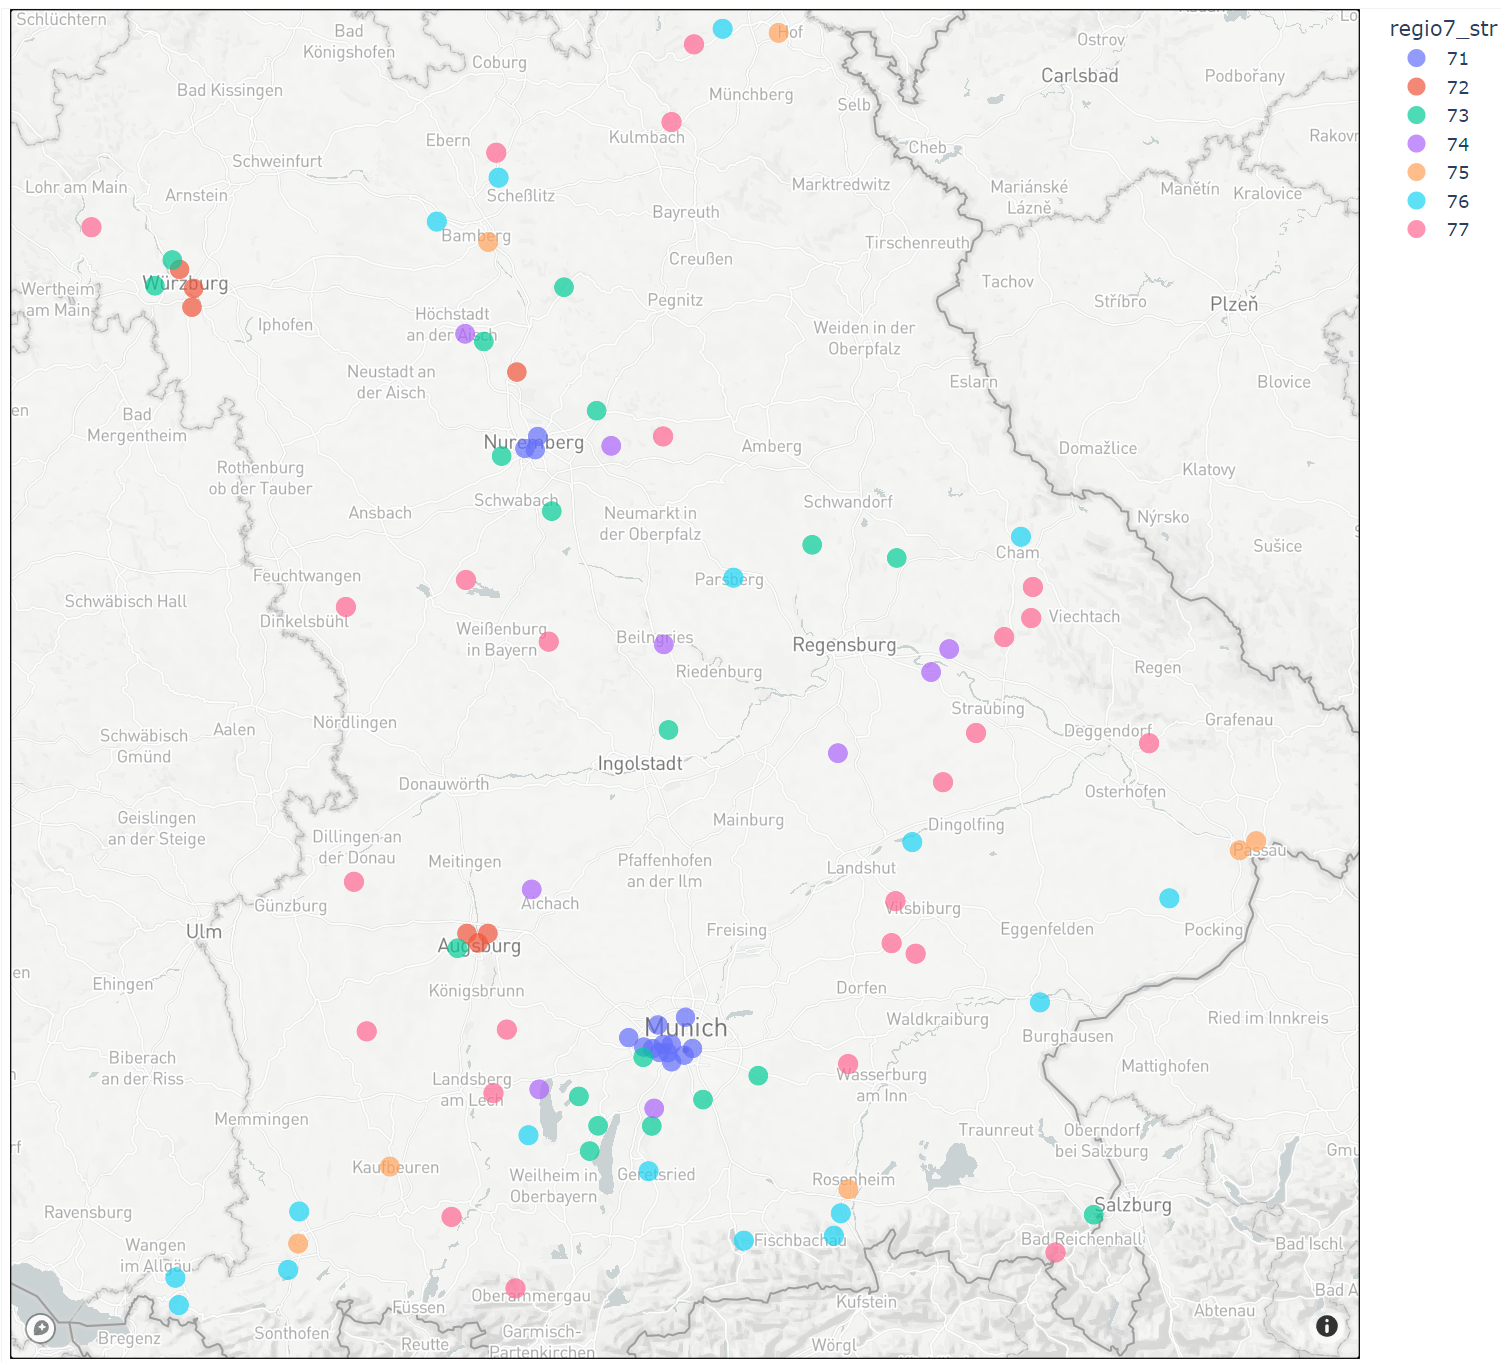 Schlüchtern
Bad
Königshofen
Coburg
Hof
Ostrov
Carlsbad
Podbořany
Bad Kissingen
Münchberg
Selb
Ebern
Kulmbach
Cheb
Schweinfurt
Lohr am Main
Arnstein
Scheßlitz
Marktredwitz
Mariánské
Lázně
Manětín
Kralovice
Bayreuth
Bamberg
Tirschenreuth
Creußen
Tachov
Würzburg
Wertheim
am Main
Pegnitz
Stříbro
Plzeň
Iphofen
Höchstadt
an der Aisch
Weiden in der
Oberpfalz
Neustadt an
der Aisch
Eslarn
Blovice
en
Bad
Mergentheim
Nuremberg
Amberg
Domažlice
Rothenburg
ob der Tauber
Klatovy
Schwabach
Schwandorf
Ansbach
Neumarkt in
der Oberpfalz
Nýrsko
Sušice
Cham
Feuchtwangen
Parsberg
Schwäbisch Hall
Dinkelsbühl
Viechtach
Weißenburg
in Bayern
Beilngries
Regensburg
Riedenburg
Regen
Straubing
Nördlingen
Aalen
Grafenau
Deggendorf
Schwäbisch
Gmünd
Ingolstadt
Donauwörth
Osterhofen
Geislingen
an der Steige
Mainburg
Dingolfing
Dillingen an
der Donau
Meitingen
Pfaffenhofen
an der Ilm
Landshut
Passau
Günzburg
Aichach
Vilsbiburg
Ulm
Freising
Eggenfelden
Pocking
Augsburg
en
Ehingen
Königsbrunn
Dorfen
Waldkraiburg
Ried im Innkreis
Munich
Burghausen
Biberach
an der Riss
Mattighofen
Landsberg
am Lech
Wasserburg
am Inn
Memmingen
Traunreut
Oberndorf
bei Salzburg
Gmu
Kaufbeuren
Weilheim in
Oberbayern
Geretsried
Rosenheim
Ravensburg
Salzburg
Wangen
im Allgäu
Fischbachau
Bad Reichenhall
Bad Ischl
Oberammergau
Füssen
Kufstein
Abtenau
Bad A
Bregenz
Sonthofen
Reutte
Garmisch-
Partenkirchen
Wörgl
regio7_str
71
72
73
74
75
76
77